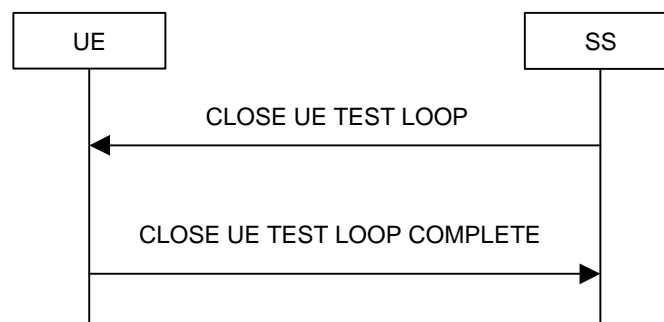 UE
SS
CLOSE UE TEST LOOP
CLOSE UE TEST LOOP COMPLETE